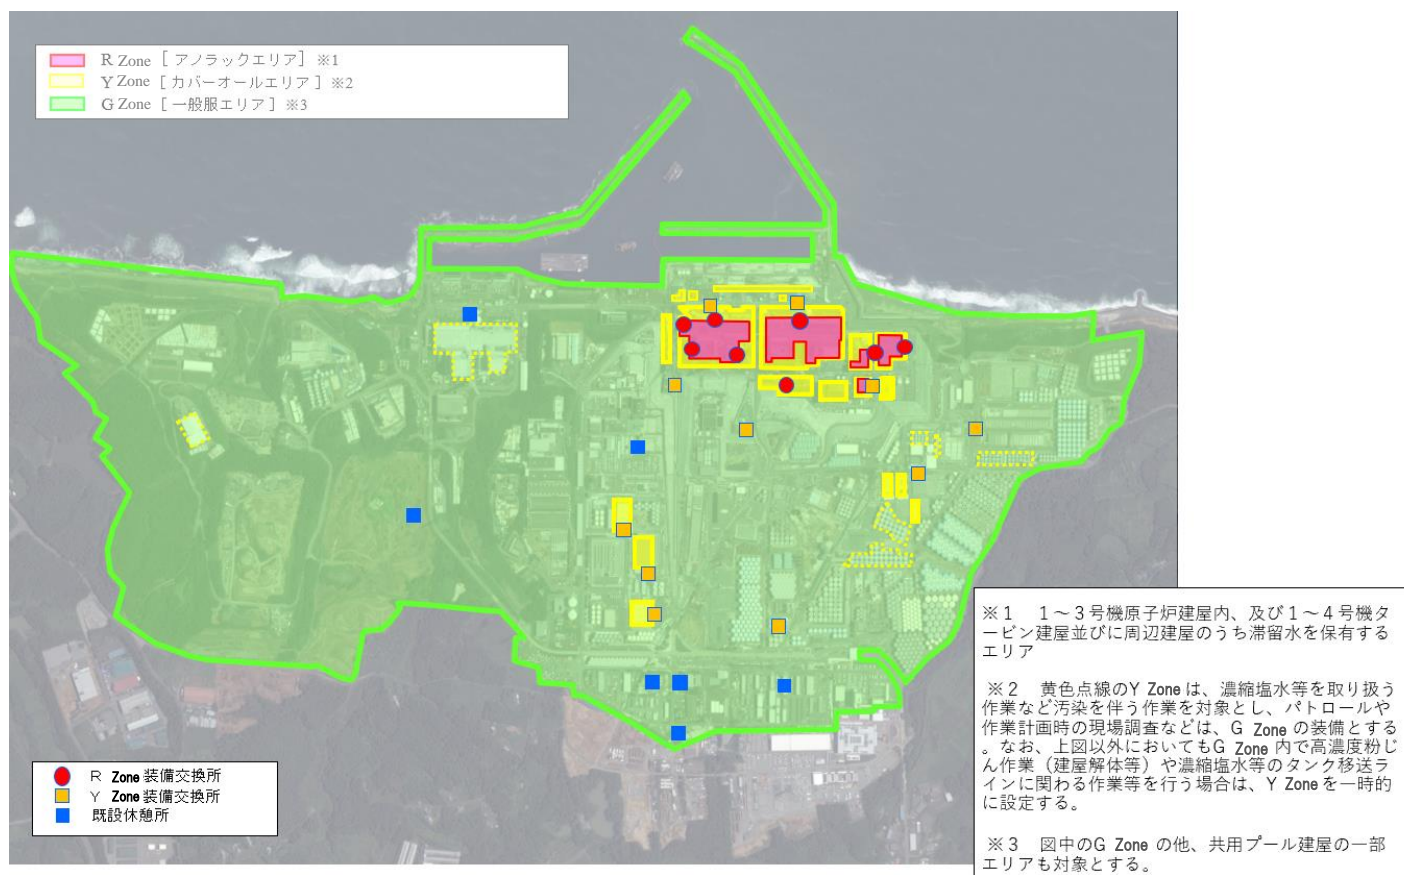 R Zone [ アノラックエリア] ※1
Y Zone [ カバーオールエリア ] ※2
G Zone [ 一般服エリア ] ※3
R Zone 装備交換所
Y Zone 装備交換所
既設休憩所
※１　１～３号機原子炉建屋内、及び１～４号機タ
ービン建屋並びに周辺建屋のうち滞留水を保有する
エリア
※２　黄色点線のY Zone は、濃縮塩水等を取り扱う
作業など汚染を伴う作業を対象とし、パトロールや
作業計画時の現場調査などは、G Zone の装備とする
。なお、上図以外においてもG Zone 内で高濃度粉じ
ん作業（建屋解体等）や濃縮塩水等のタンク移送ラ
インに関わる作業等を行う場合は、Y Zone を一時的
に設定する。
※３　図中のG Zone の他、共用プール建屋の一部
エリアも対象とする。